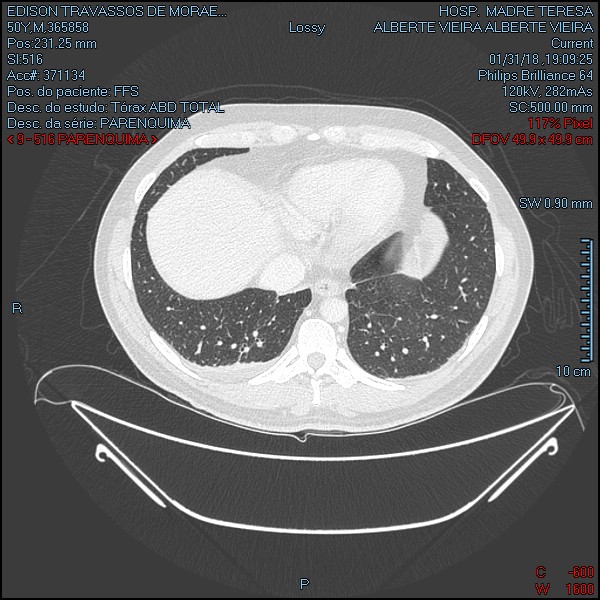 EDISON TRAVASSOS DE MORAE...
50Y,M,365858
Pos:231.25 mm
Sl:516
Acc#: 371134
Pos. do paciente: FFS
Desc. do estudo: Tórax ABD TOTAL
Desc. da série: PARENQUIMA
< 9 - 516 PARENQUIMA >
Lossy
HOSP. MADRE TERESA
ALBERTE VIEIRA ALBERTE VIEIRA
Current
01/31/18 ,19:09:25
Philips Brilliance 64
120kV, 282mAs
SC:500.00 mm
117% Pixel
DFOV 49.9 x 49.9 cm
SW 0.90 mm
R
10 cm
P
C -600
W 1600